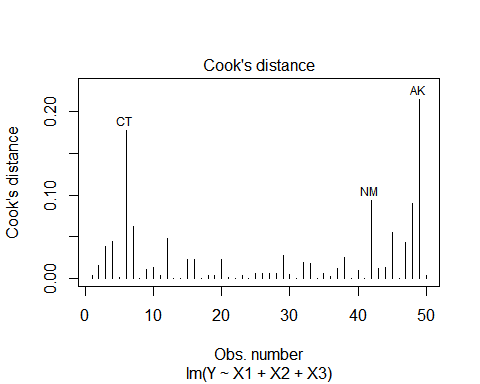 Cook's distance
AK
CT
NM
Cook's distance
0.00
0.10
0.20
0 10 20 30 40 50
Obs. number
lm(Y ~ X1 + X2 + X3)